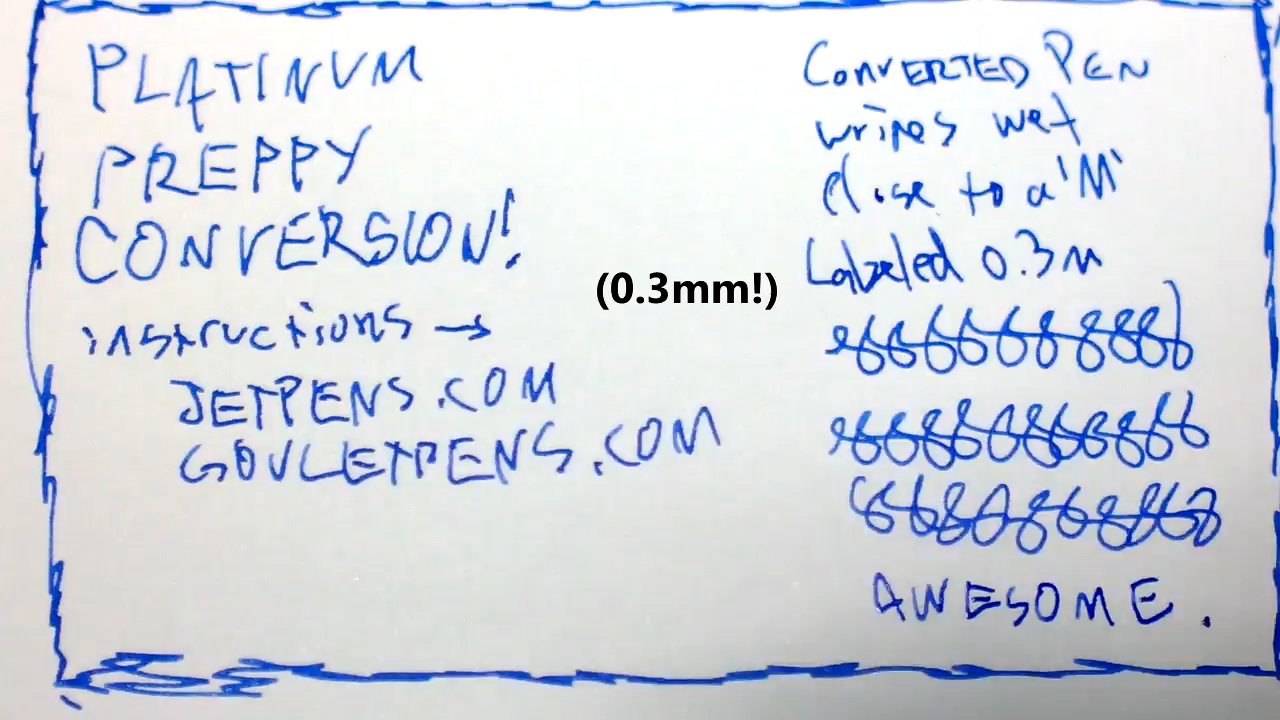 PLATINUM
PREPPY
CONVERSION!
instructions →
JETPENS.COM
GOULETPENS.COM
(0.3mm!)
CONVERTED PEN
writes wet
close to a 'M'
Labeled 0.3m
AWESOME.